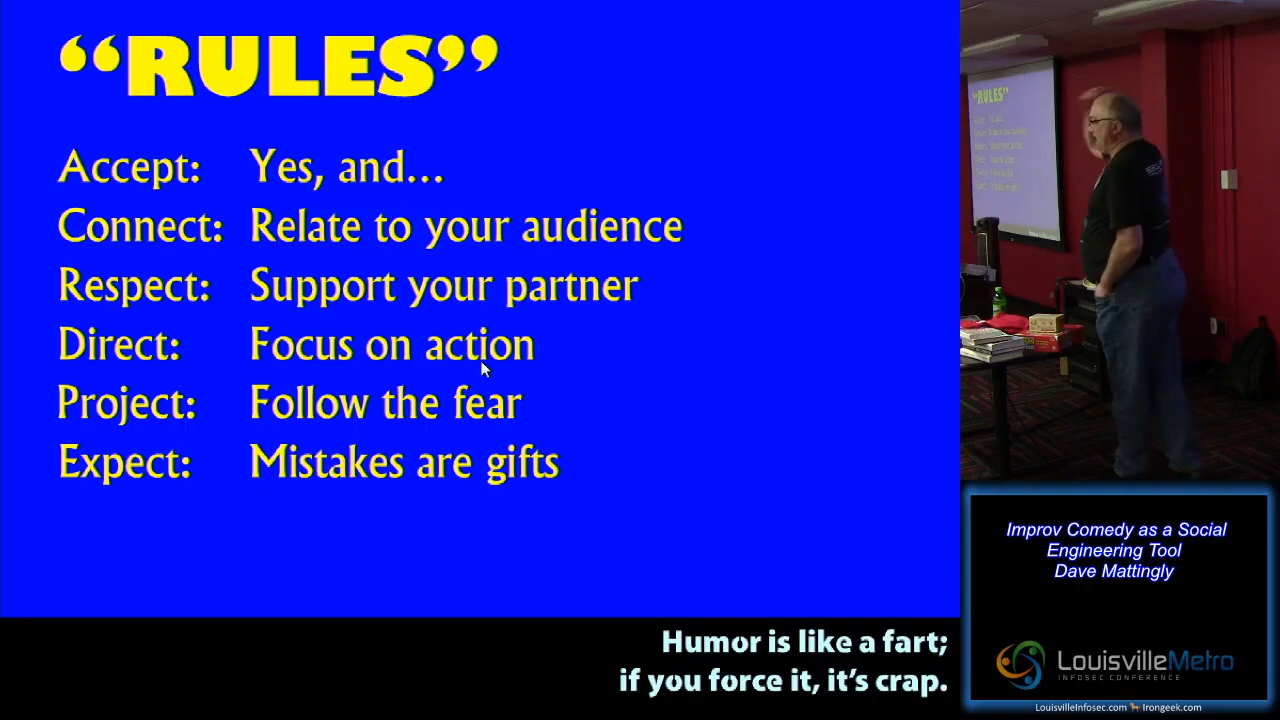 “RULES”
Accept: Yes, and...
Connect: Relate to your audience
Respect: Support your partner
Direct: Focus on action
Project: Follow the fear
Expect: Mistakes are gifts
Humor is like a fart;
if you force it, it’s crap.
“RULES”
Improv Comedy as a Social
Engineering Tool
Dave Mattingly
LouisvilleMetro
INFOSEC CONFERENCE
LouisvilleInfosec.com Irongeek.com